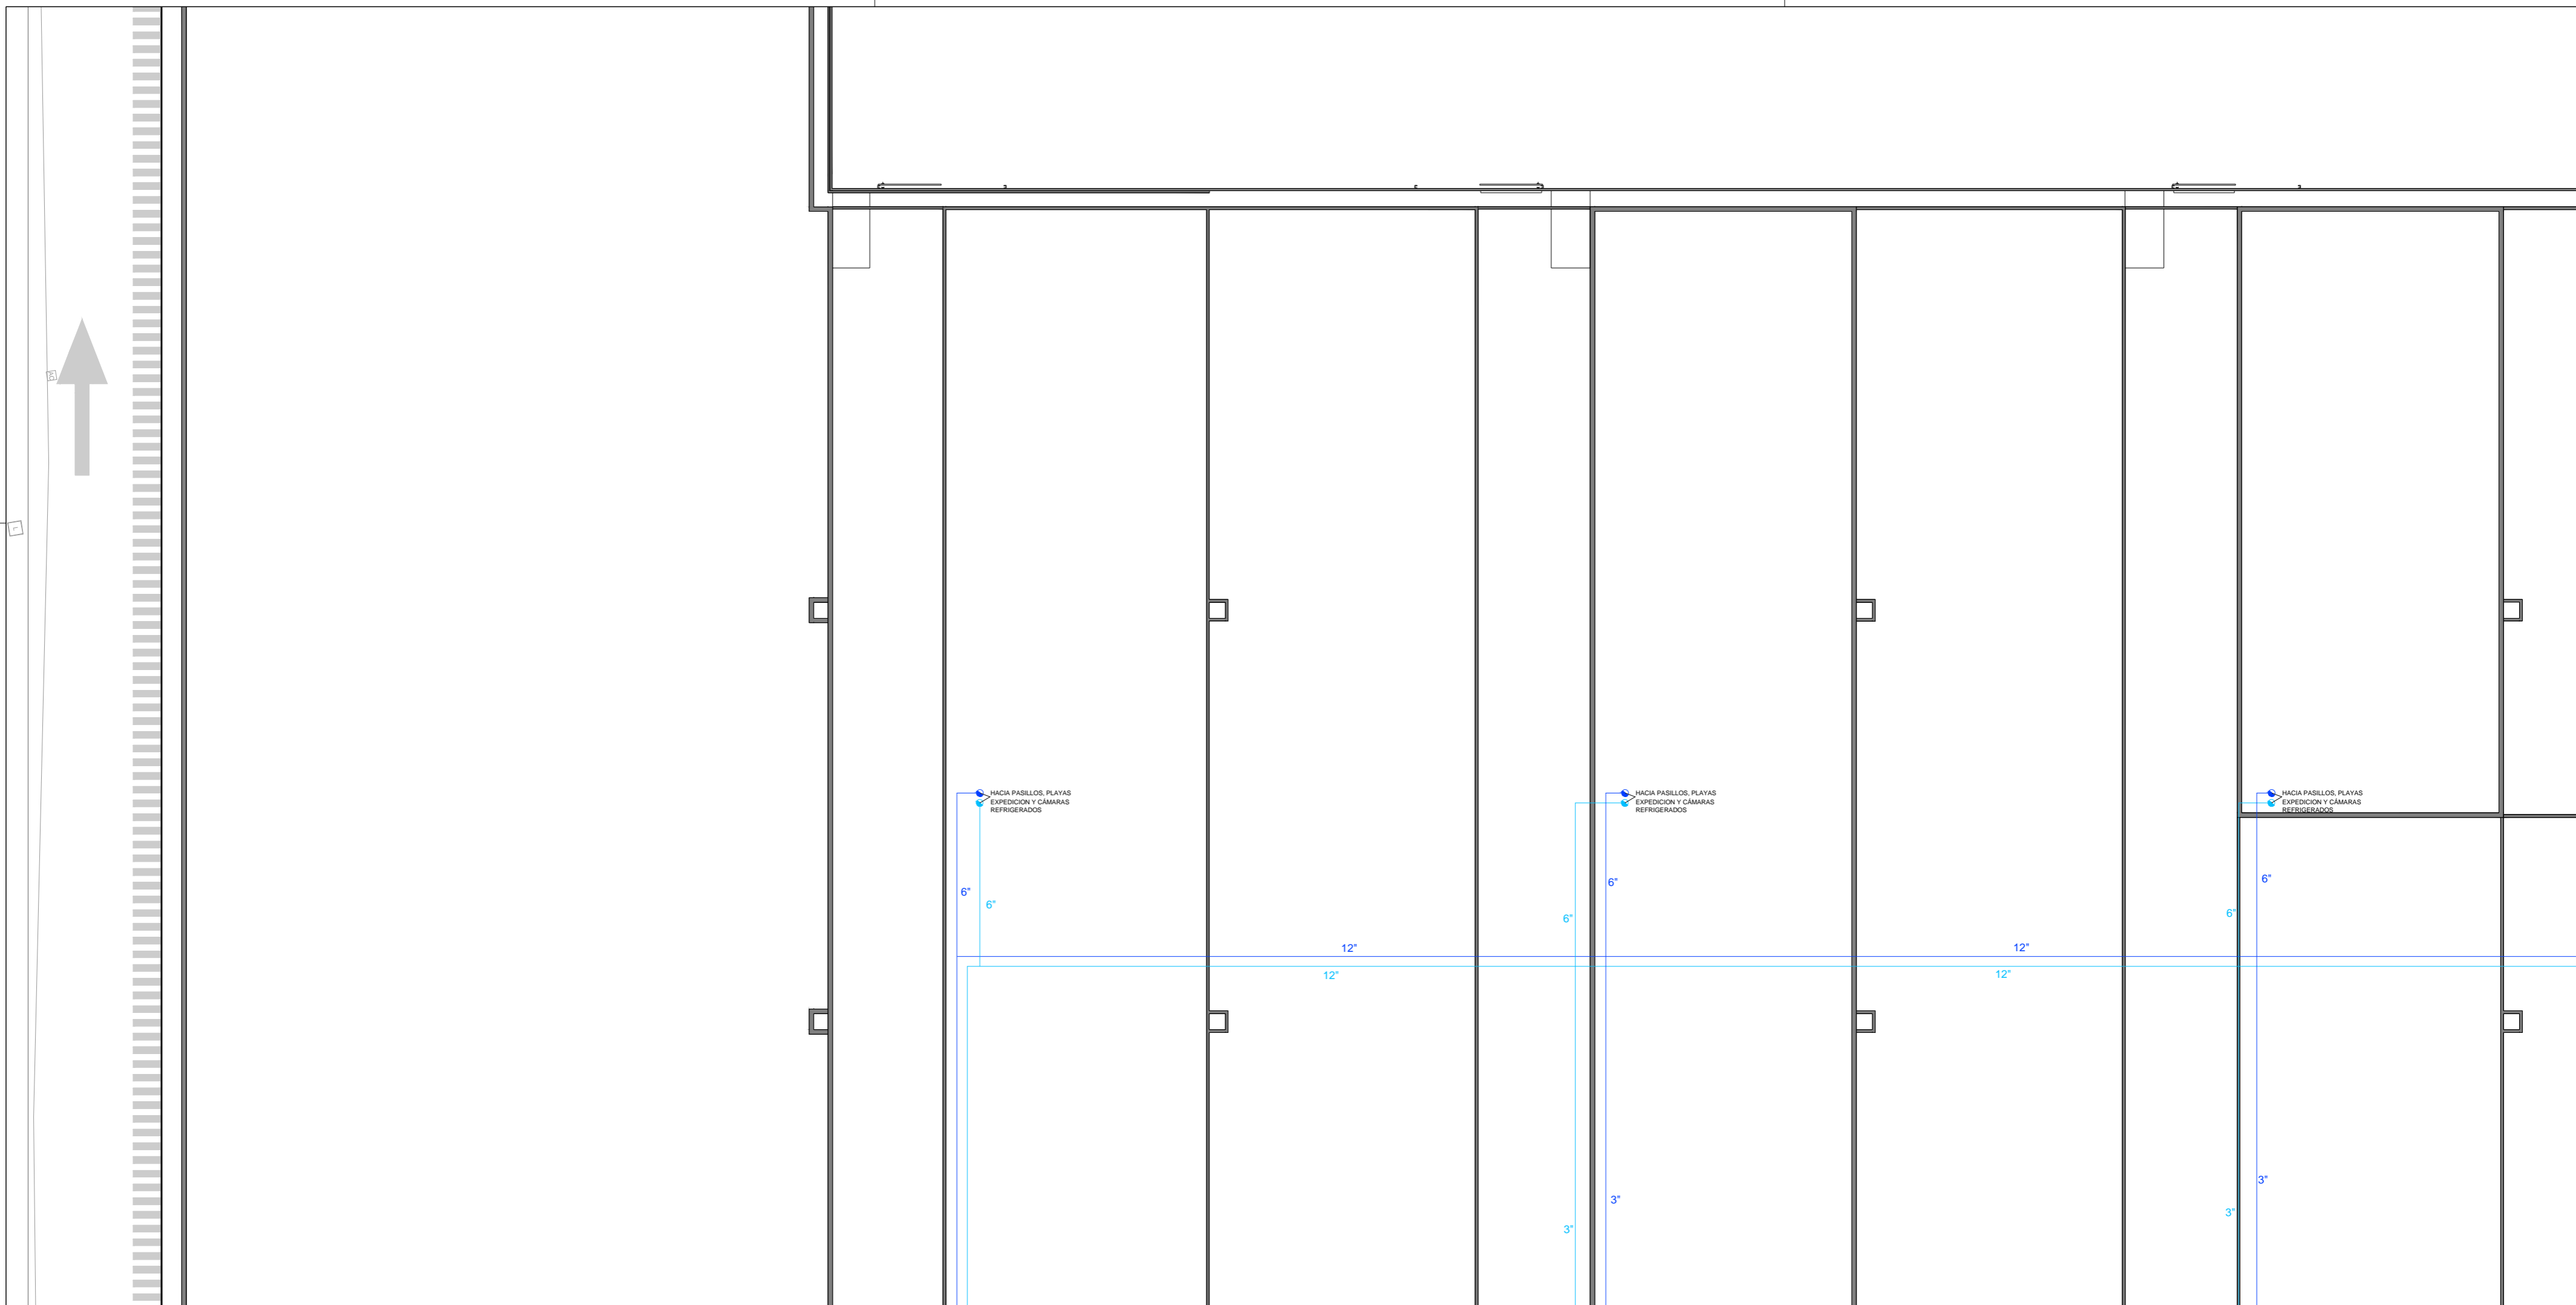 HACIA PASILLOS, PLAYAS
EXPEDICION Y CÁMARAS
REFRIGERADOS
HACIA PASILLOS, PLAYAS
EXPEDICION Y CÁMARAS
REFRIGERADOS
HACIA PASILLOS, PLAYAS
EXPEDICION Y CÁMARAS
REFRIGERADOS
6"
6"
6"
6"
6"
6"
12"
12"
12"
12"
3"
3"
3"
3"